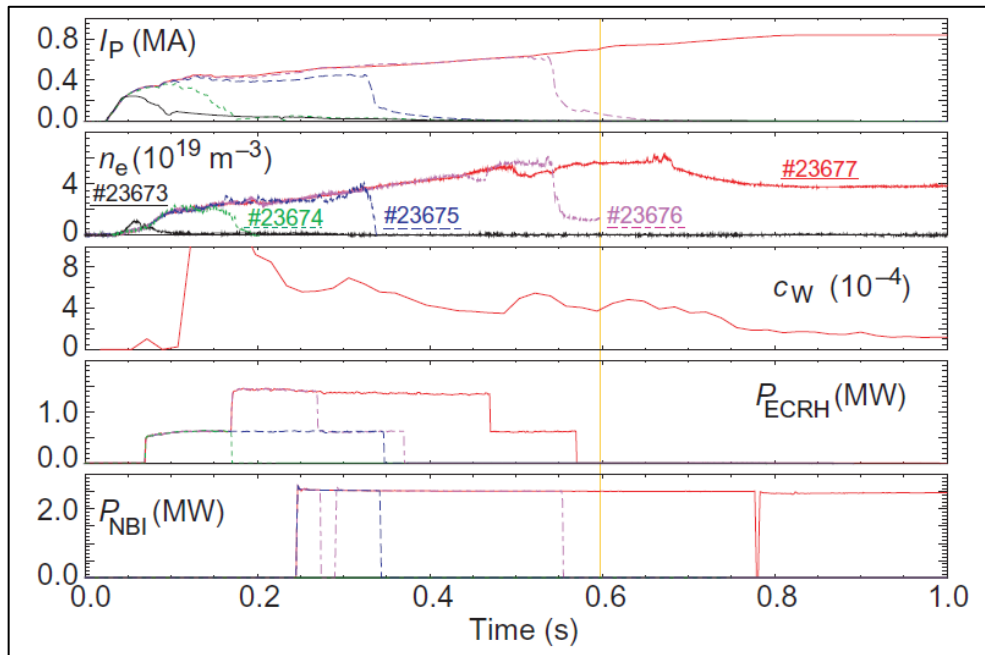 I_P (MA)
0.8
0.4
0.0
n_e (10^19 m^–3)
#23673
#23674
#23675
#23676
#23677
4
0
8
4
0
c_W (10^–4)
1.0
0.0
P_ECRH (MW)
2.0
0.0
P_NBI (MW)
0.0 0.2 0.4 0.6 0.8 1.0
Time (s)